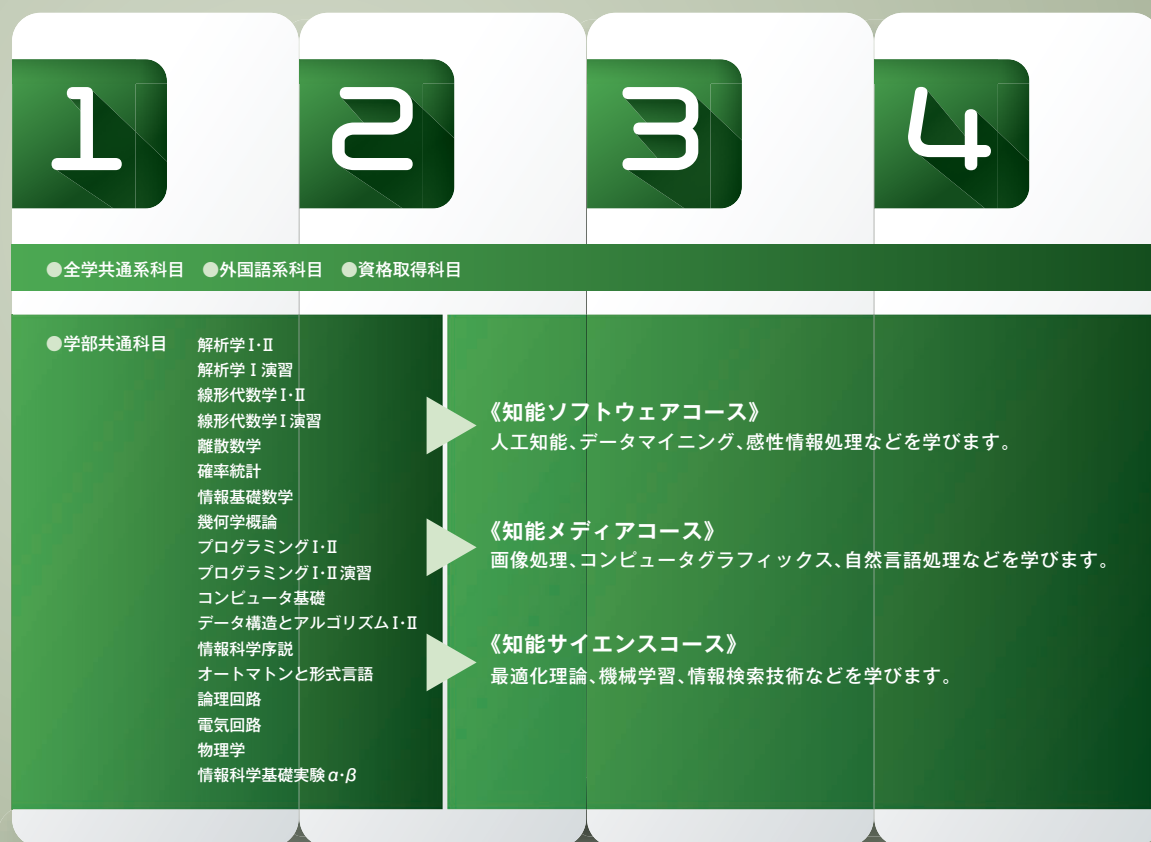 1
2
3
4
●全学共通系科目 ●外国語系科目 ●資格取得科目
●学部共通科目
解析学Ⅰ・Ⅱ
解析学Ⅰ演習
線形代数学Ⅰ・Ⅱ
線形代数学Ⅰ演習
離散数学
確率統計
情報基礎数学
幾何学概論
プログラミングⅠ・Ⅱ
プログラミングⅠ・Ⅱ演習
コンピュータ基礎
データ構造とアルゴリズムⅠ・Ⅱ
情報科学序説
オートマトンと形式言語
論理回路
電気回路
物理学
情報科学基礎実験α・β
《知能ソフトウェアコース》
人工知能、データマイニング、感性情報処理などを学びます。
《知能メディアコース》
画像処理、コンピュータグラフィックス、自然言語処理などを学びます。
《知能サイエンスコース》
最適化理論、機械学習、情報検索技術などを学びます。